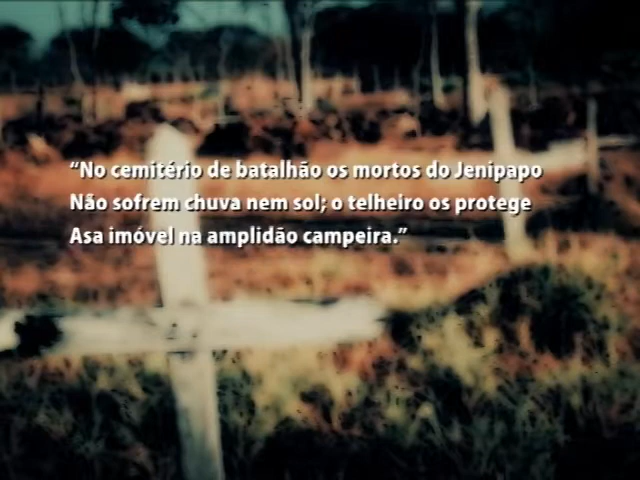 “No cemitério de batalhão os mortos do Jenipapo
Não sofrem chuva nem sol; o telheiro os protege
Asa imóvel na amplidão campeira.”